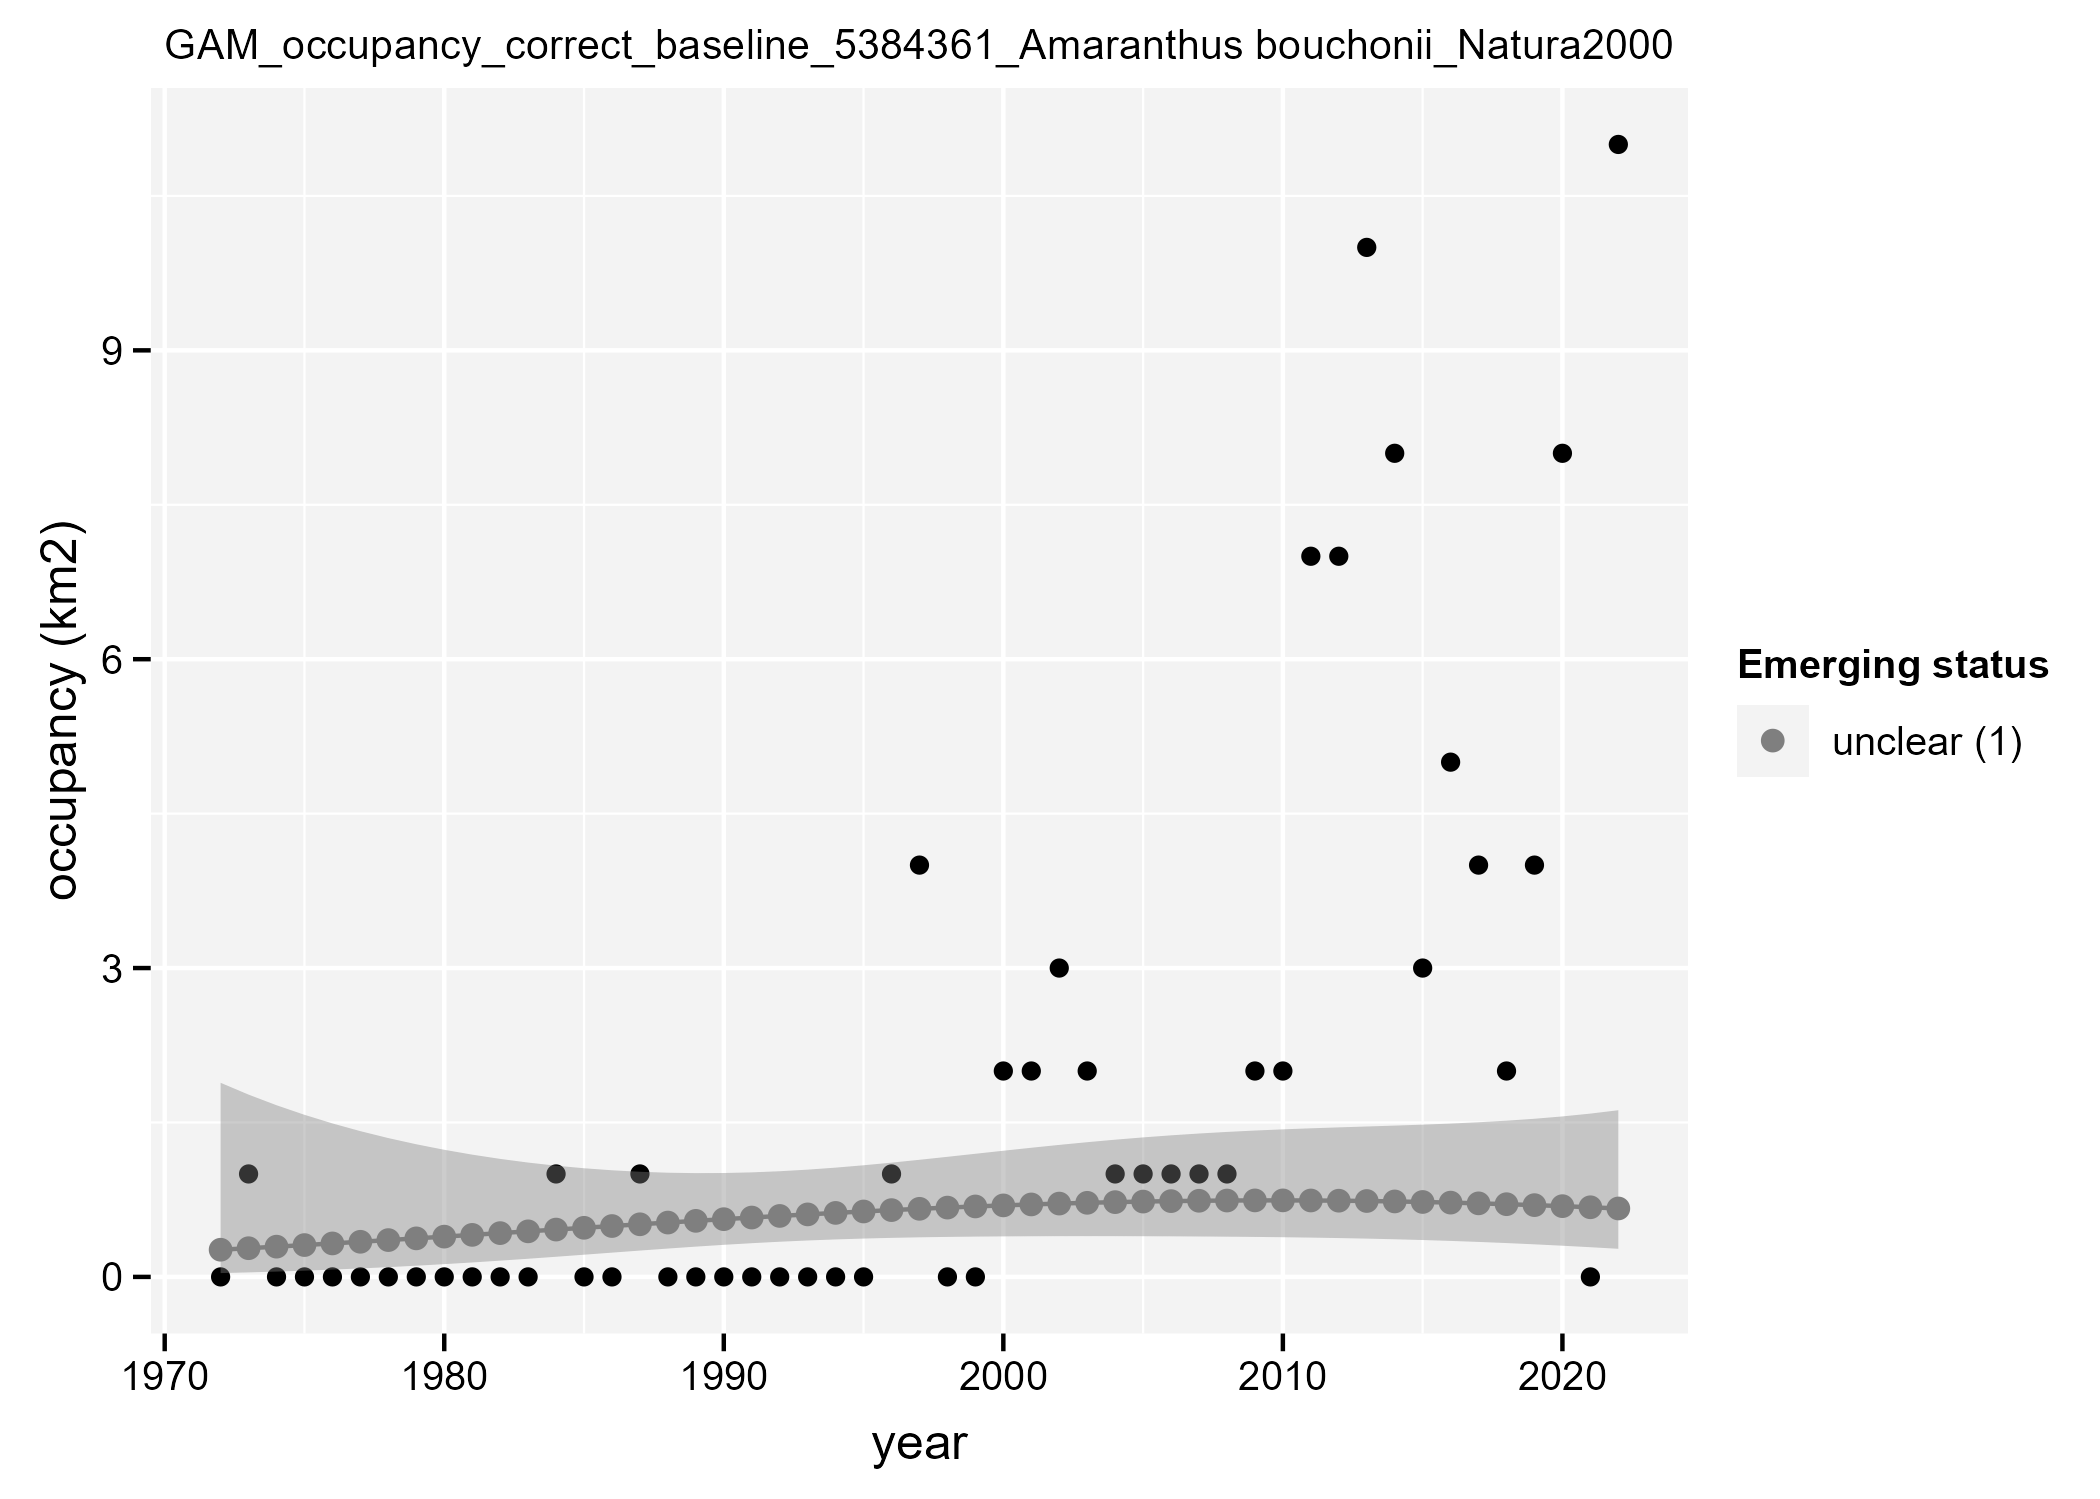 GAM_occupancy_correct_baseline_5384361_Amaranthus bouchonii_Natura2000
occupancy (km2)
9
6
3
0
1970 1980 1990 2000 2010 2020
year
Emerging status
unclear (1)